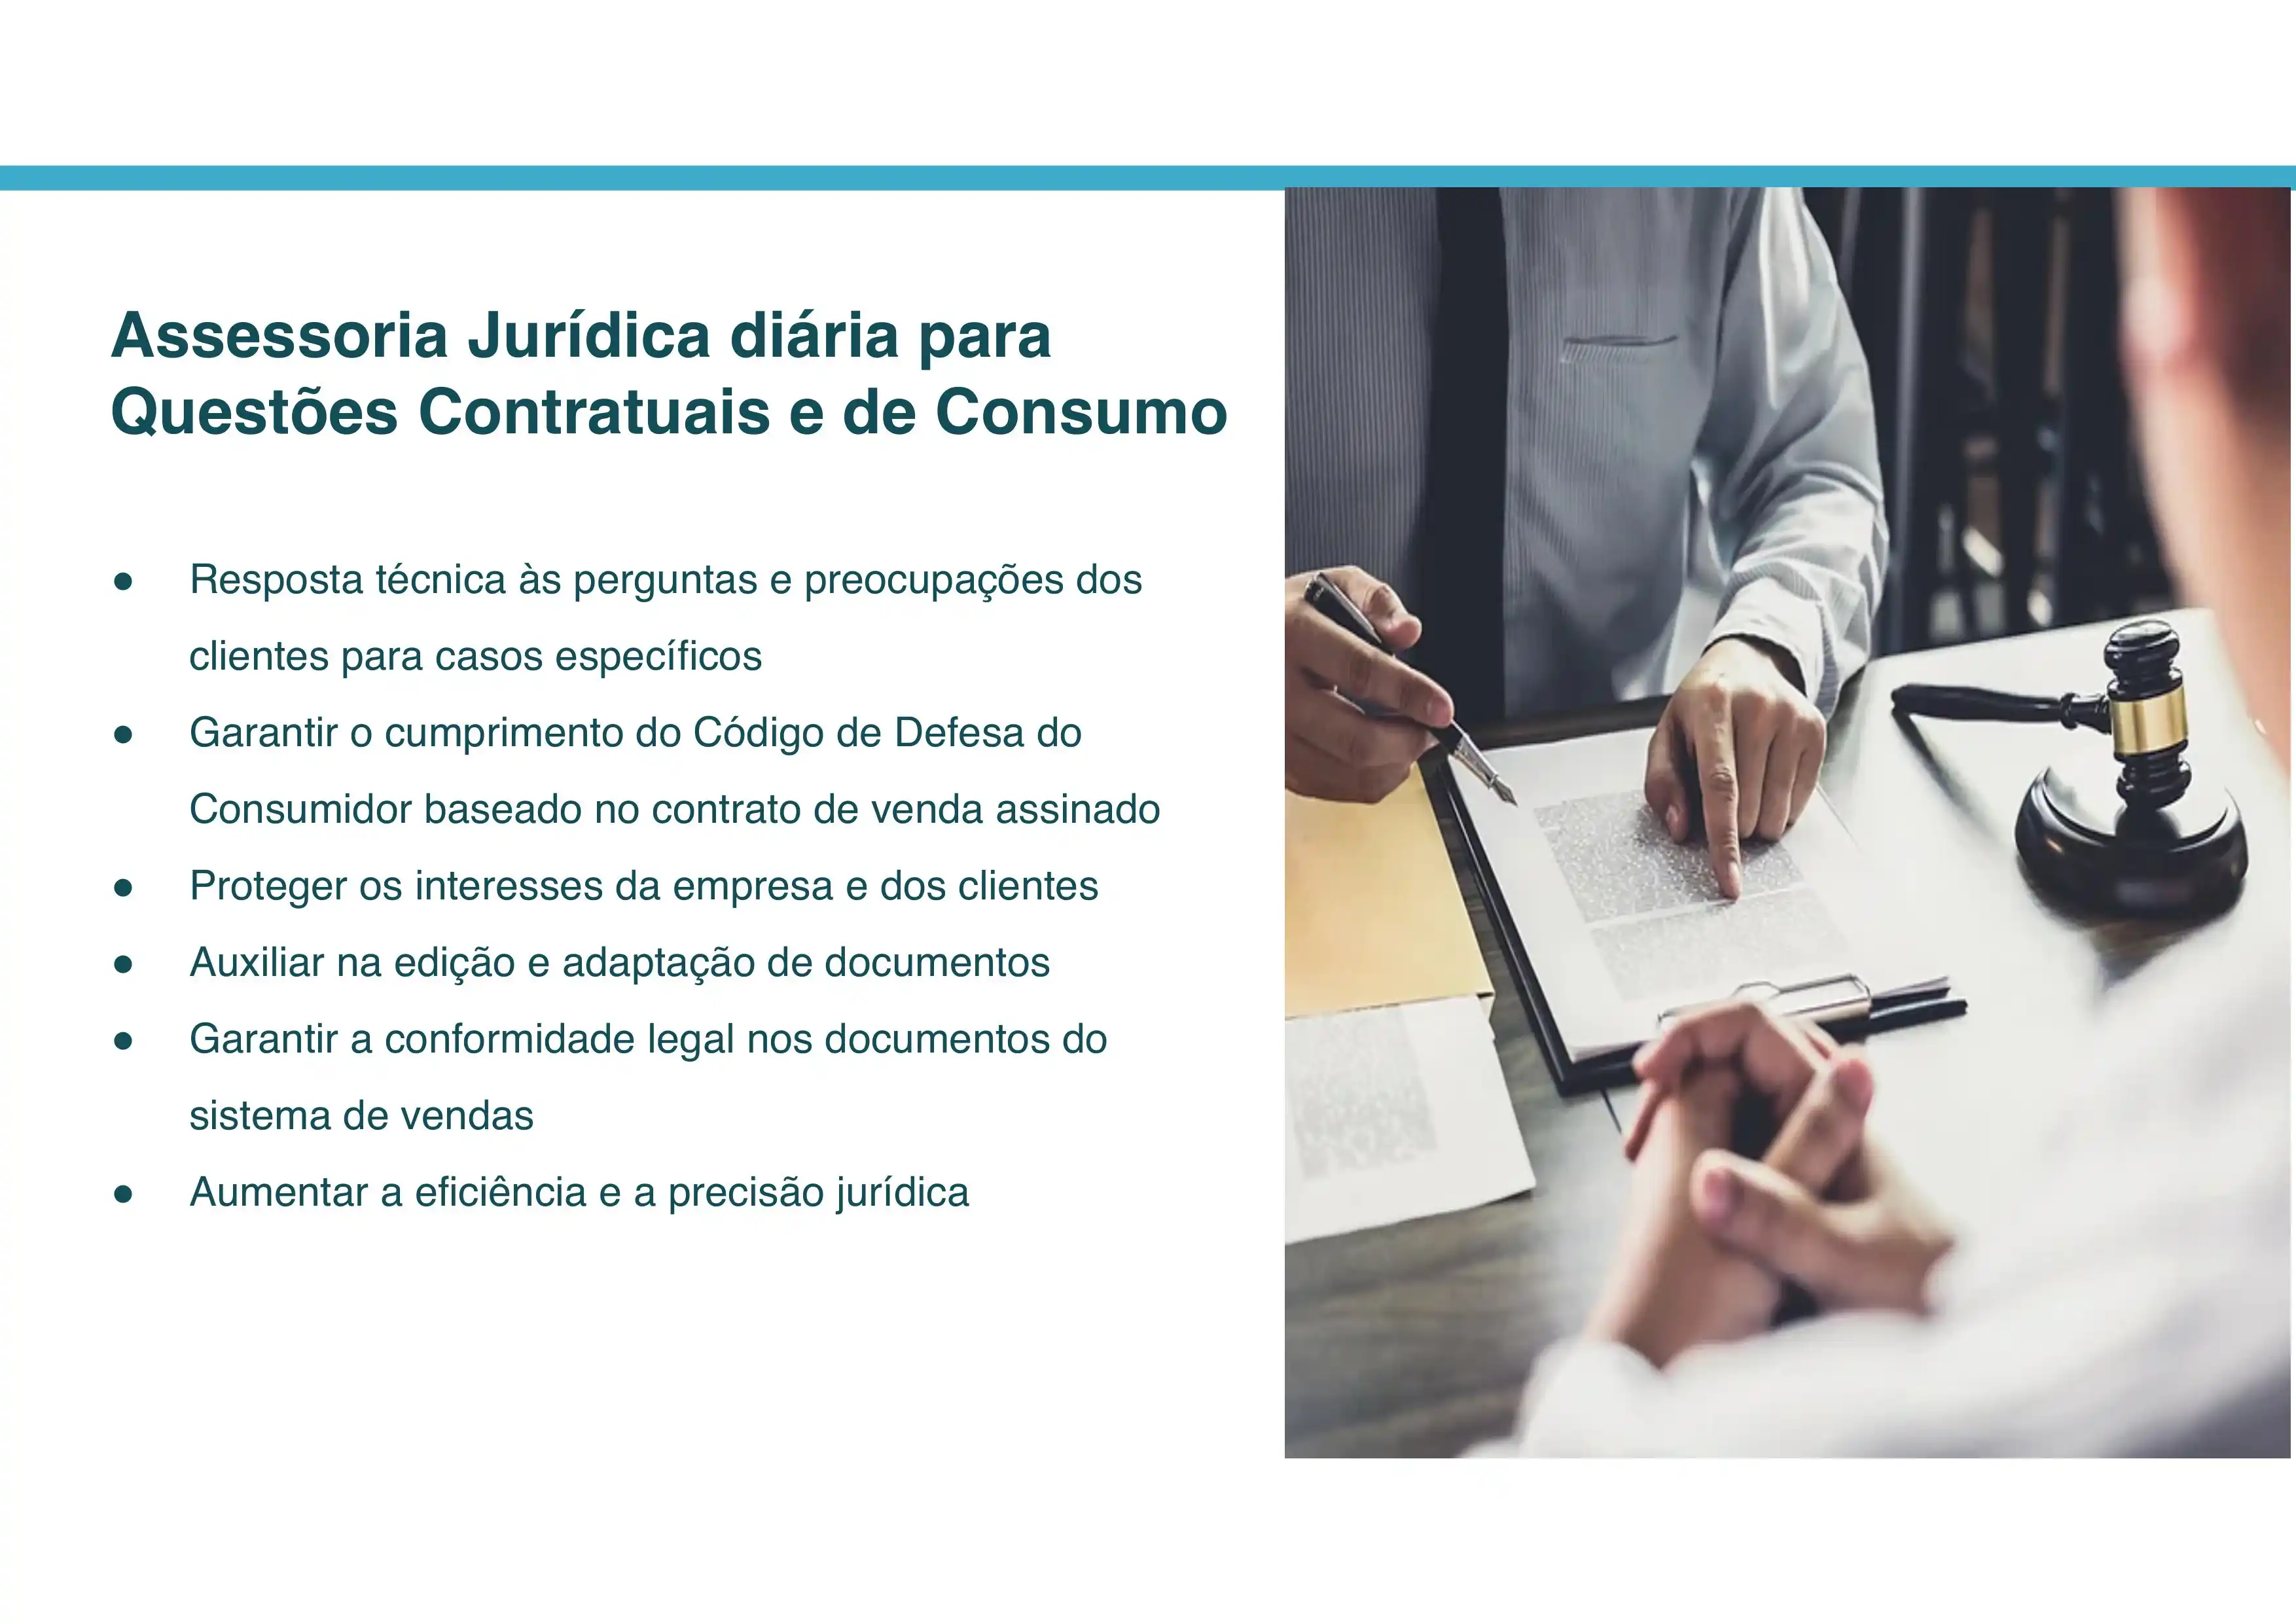 Assessoria Jurídica diária para
Questões Contratuais e de Consumo
● Resposta técnica às perguntas e preocupações dos
clientes para casos específicos
● Garantir o cumprimento do Código de Defesa do
Consumidor baseado no contrato de venda assinado
● Proteger os interesses da empresa e dos clientes
● Auxiliar na edição e adaptação de documentos
● Garantir a conformidade legal nos documentos do
sistema de vendas
● Aumentar a eficiência e a precisão jurídica